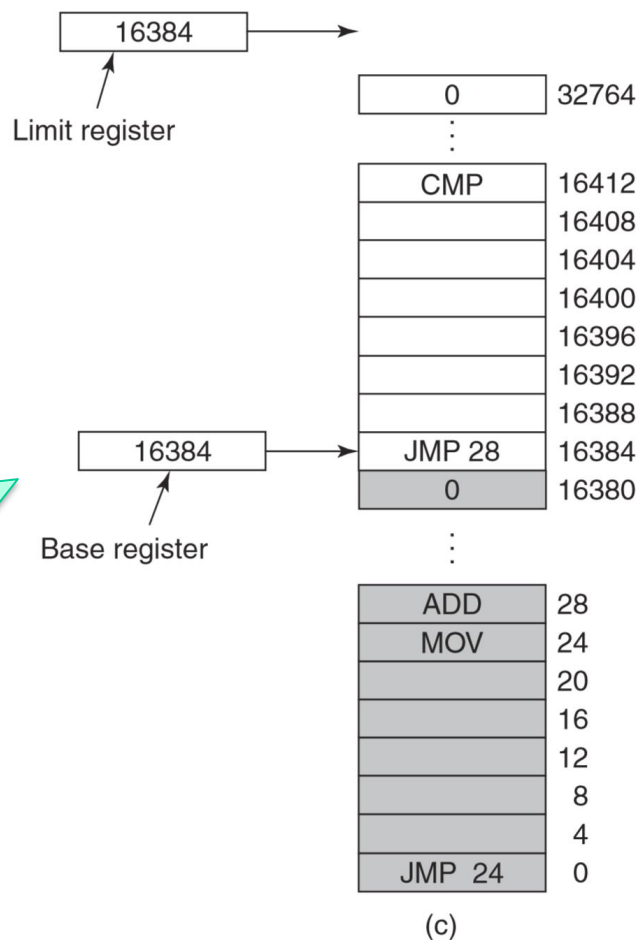 16384
Limit register
0 32764
CMP 16412
16408
16404
16400
16396
16392
16388
16384 JMP 28 16384
0 16380
Base register
ADD 28
MOV 24
20
16
12
8
4
JMP 24 0
(c)